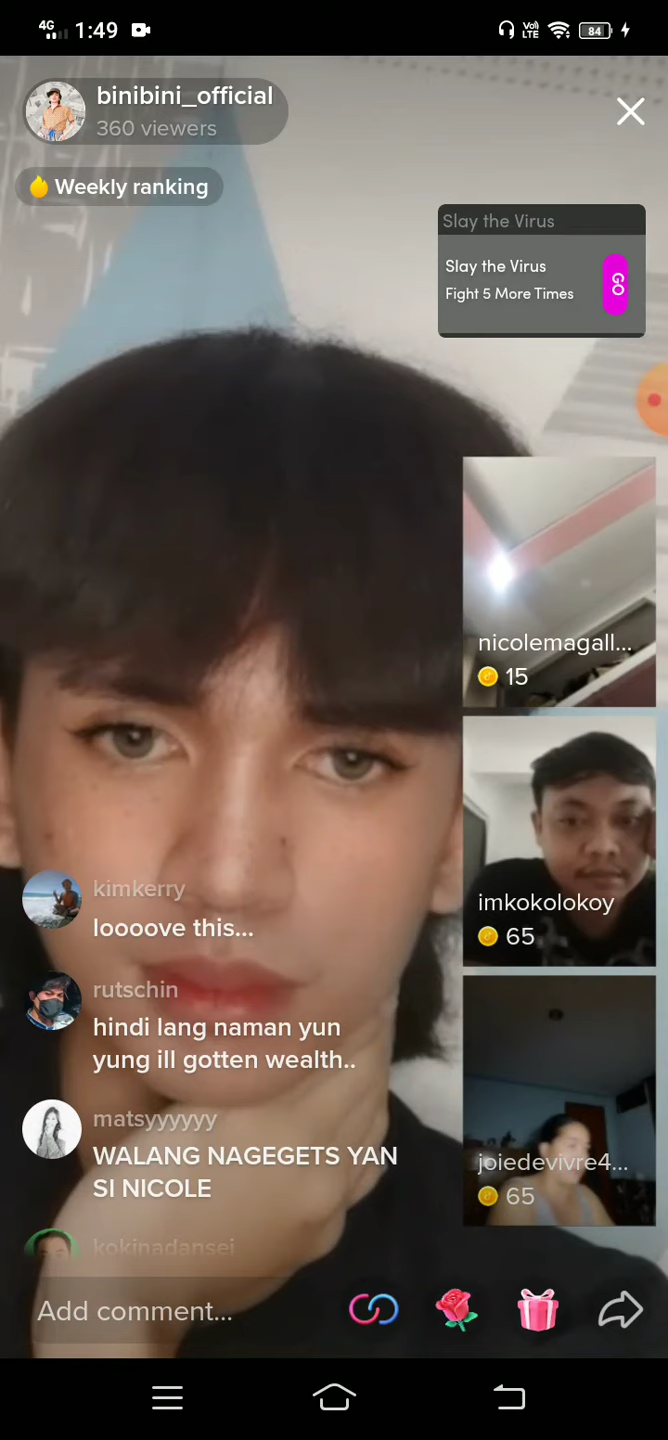 4G 1:49 Vo) LTE 84
binibini_official
360 viewers
Weekly ranking
Slay the Virus
Slay the Virus
Fight 5 More Times
GO
nicolemagall...
15
imkokolokoy
65
joiedevivre4...
65
kimkerry
loooove this...
rutschin
hindi lang naman yun
yung ill gotten wealth..
matsyyyyyy
WALANG NAGEGETS YAN
SI NICOLE
kokinadansei
Add comment...